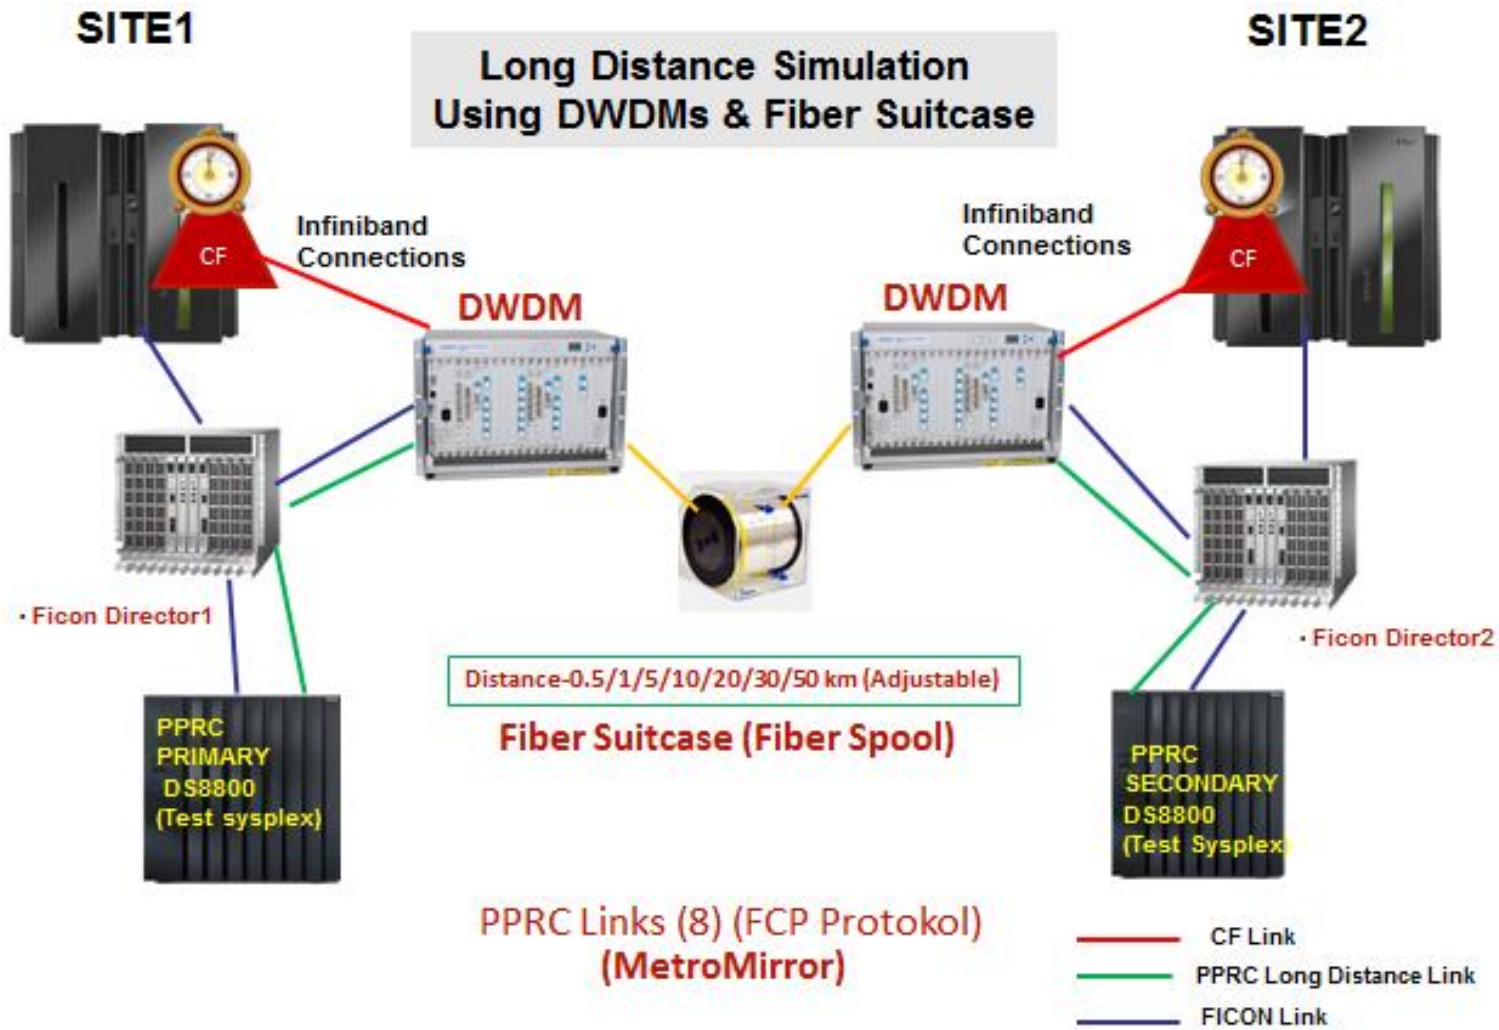 SITE1
SITE2
Long Distance Simulation
Using DWDMs & Fiber Suitcase
Infiniband
Connections
Infiniband
Connections
CF
CF
DWDM
DWDM
· Ficon Director1
· Ficon Director2
Distance-0.5/1/5/10/20/30/50 km (Adjustable)
Fiber Suitcase (Fiber Spool)
PPRC
PRIMARY
DS8800
(Test sysplex)
PPRC
SECONDARY
DS8800
(Test Sysplex)
PPRC Links (8) (FCP Protokol)
(MetroMirror)
CF Link
PPRC Long Distance Link
FICON Link